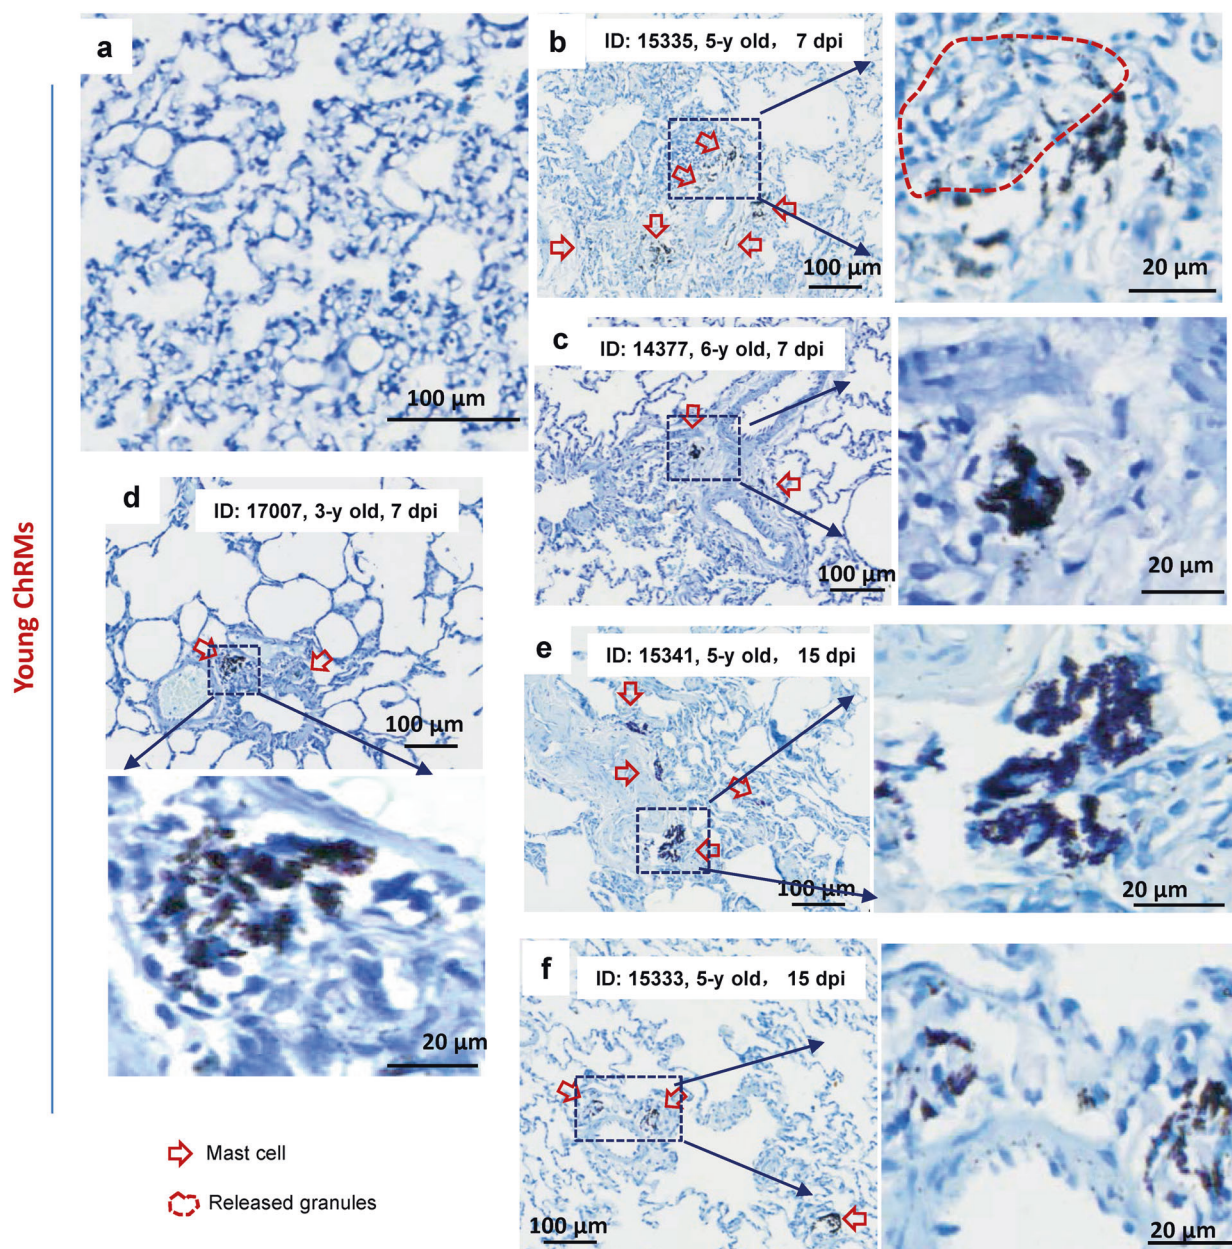 Young ChRMs
a
100 µm
b
ID: 15335, 5-y old, 7 dpi
100 µm
20 µm
c
ID: 14377, 6-y old, 7 dpi
100 µm
20 µm
d
ID: 17007, 3-y old, 7 dpi
100 µm
20 µm
e
ID: 15341, 5-y old, 15 dpi
100 µm
20 µm
f
ID: 15333, 5-y old, 15 dpi
100 µm
20 µm
Mast cell
Released granules